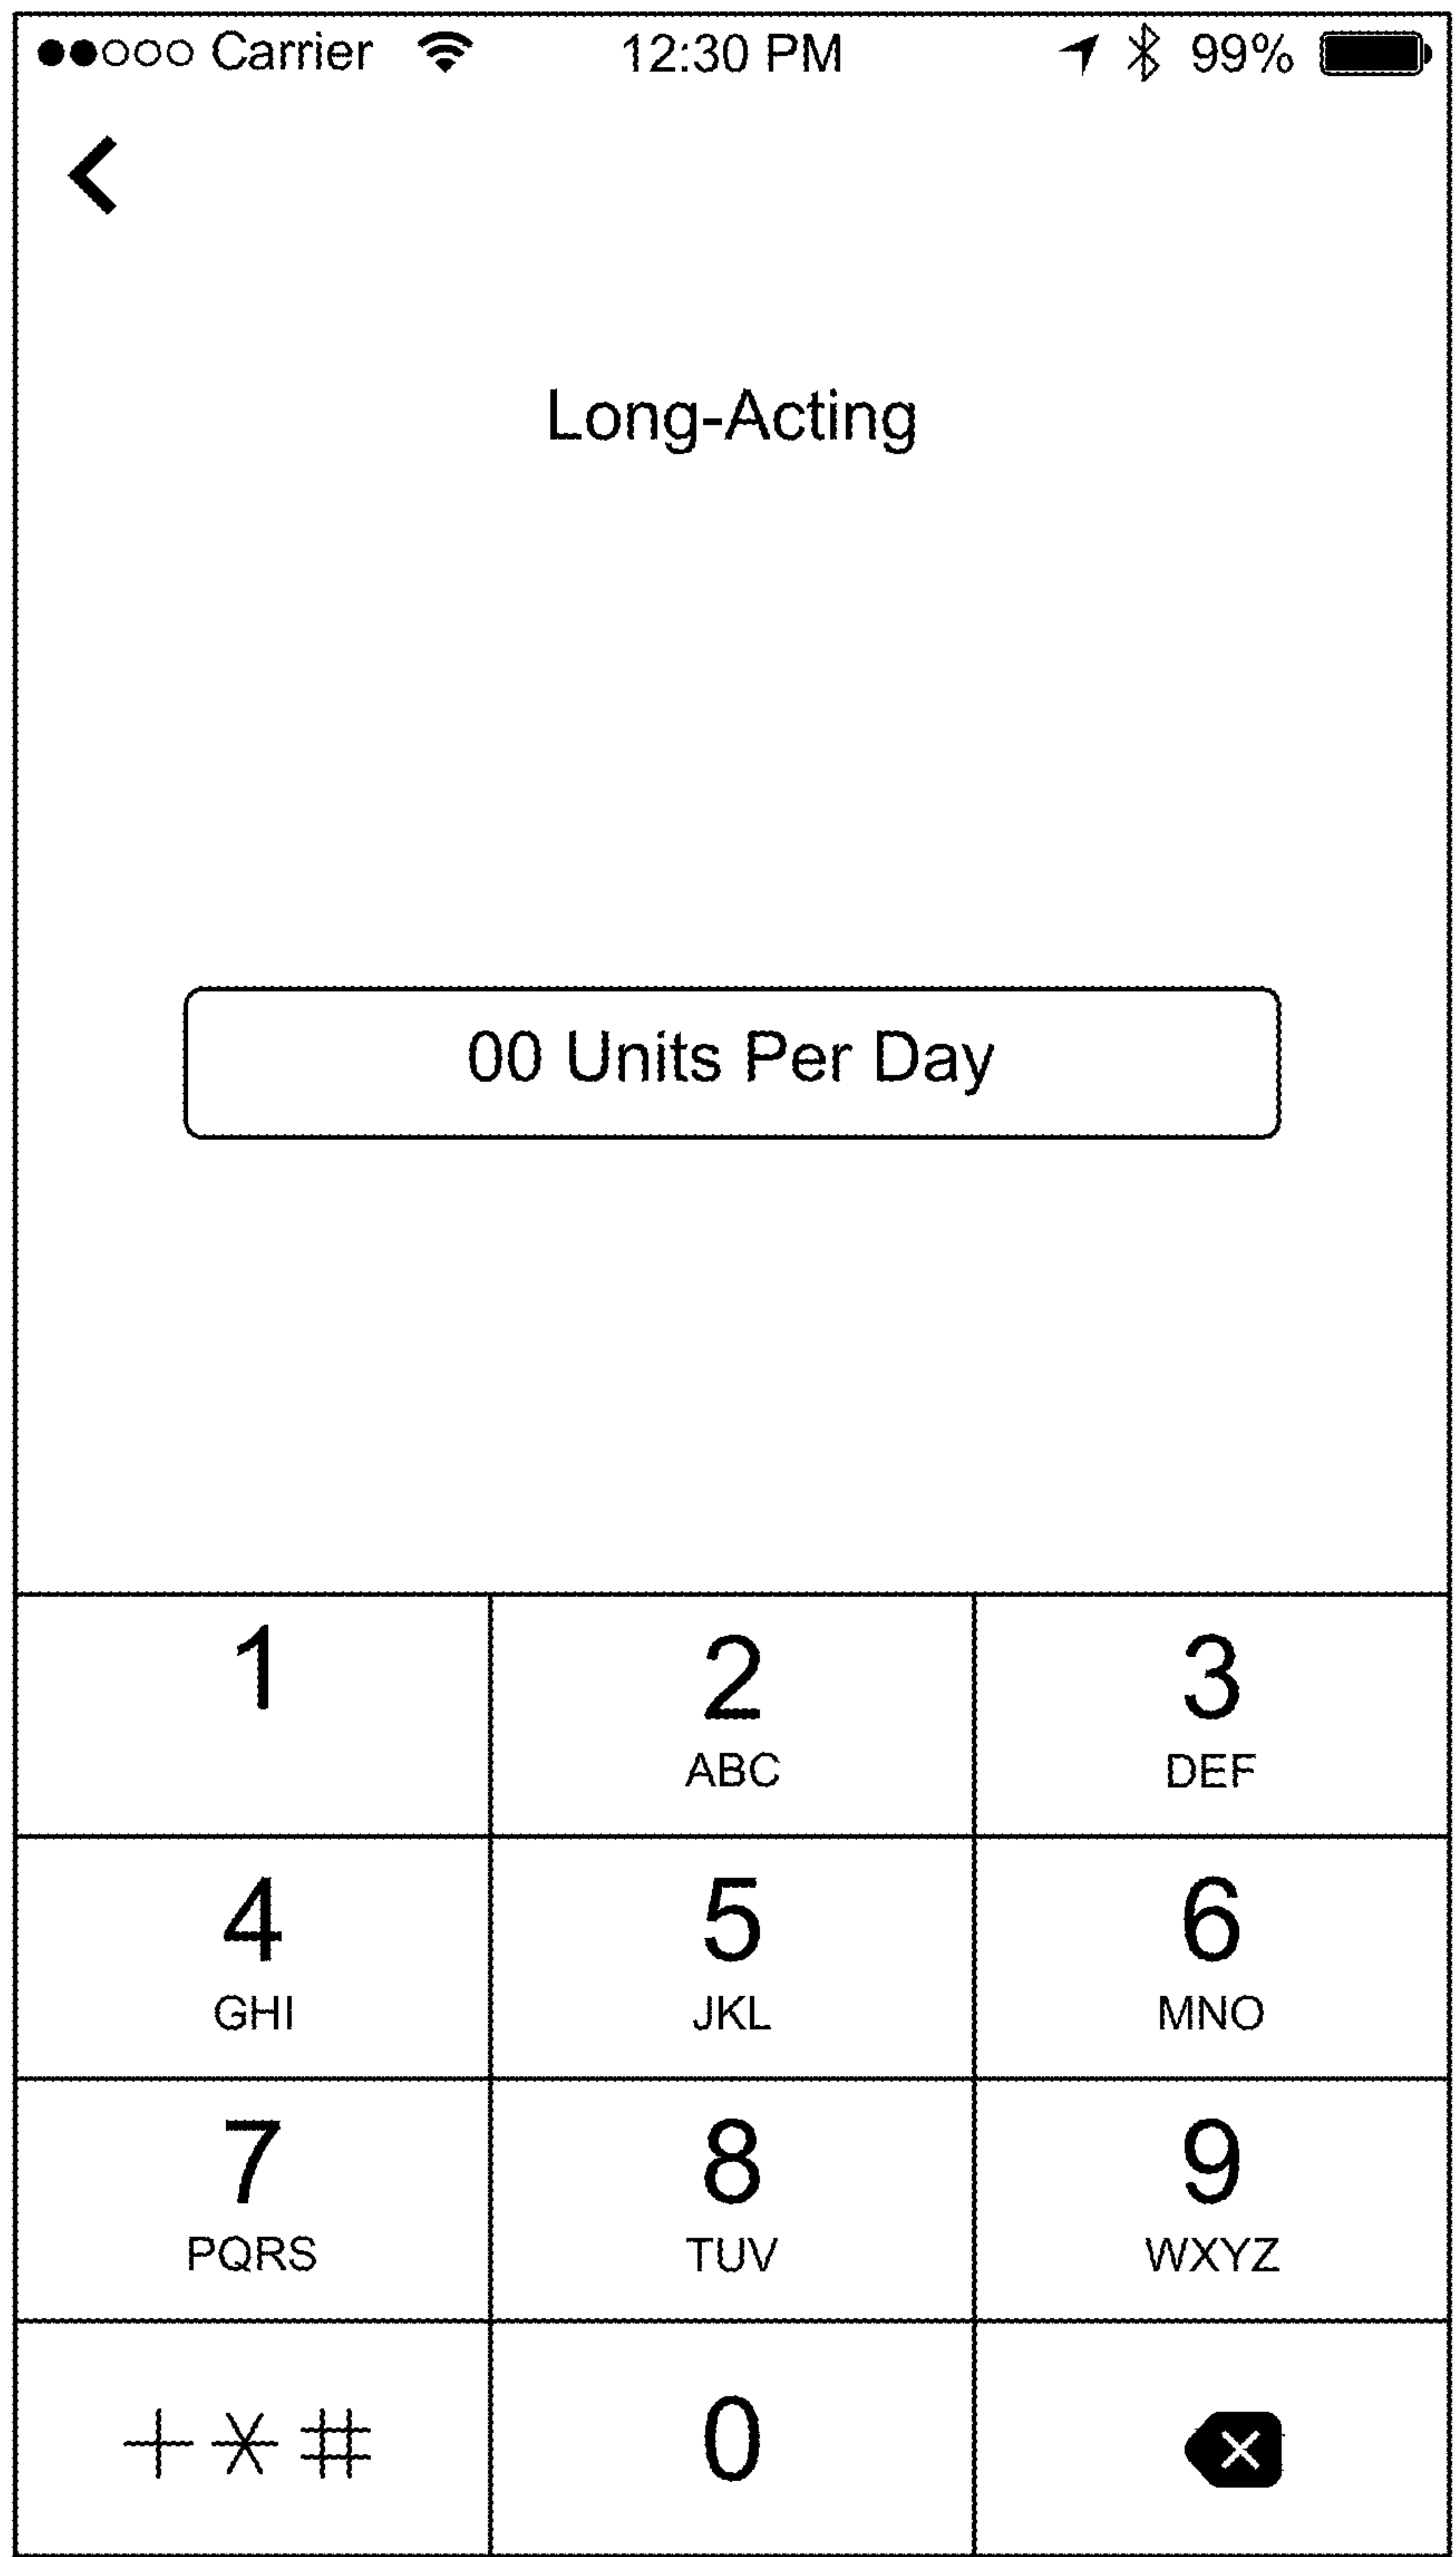 Carrier 12:30 PM 99%
Long-Acting
00 Units Per Day
1 2 3
ABC DEF
4 5 6
GHI JKL MNO
7 8 9
PQRS TUV WXYZ
+*# 0